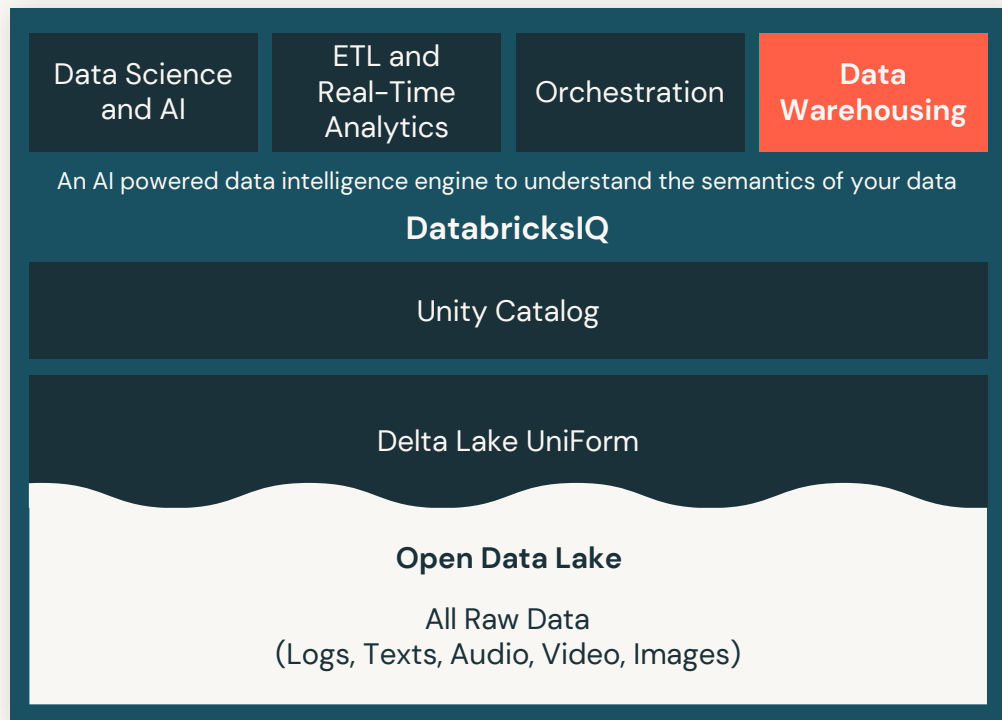 Data Science
and AI
ETL and
Real-Time
Analytics
Orchestration
Data
Warehousing
An AI powered data intelligence engine to understand the semantics of your data
DatabricksIQ
Unity Catalog
Delta Lake UniForm
Open Data Lake
All Raw Data
(Logs, Texts, Audio, Video, Images)